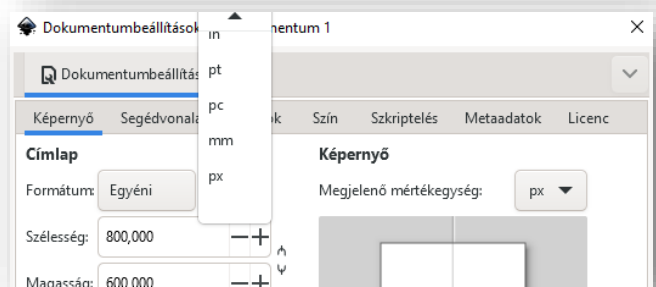 Dokumentumbeállítások mentum 1
in
Dokumentumbeállítás
pt
pc
mm
px
Képernyő Segédvonala k Szín Szkriptelés Metaadatok Licenc
Címlap
Képernyő
Formátum: Egyéni
Megjelenő mértékegység: px
Szélesség: 800,000
Magasság: 600,000